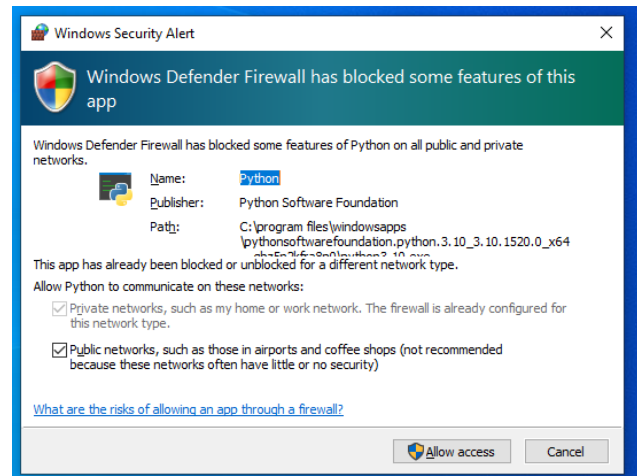 Windows Security Alert
Windows Defender Firewall has blocked some features of this
app
Windows Defender Firewall has blocked some features of Python on all public and private
networks.
Name: Python
Publisher: Python Software Foundation
Path: C:\program files\windowsapps
\pythonsoftwarefoundation.python.3.10_3.10.1520.0_x64
This app has already been blocked or unblocked for a different network type.
Allow Python to communicate on these networks:
Private networks, such as my home or work network. The firewall is already configured for
this network type.
Public networks, such as those in airports and coffee shops (not recommended
because these networks often have little or no security)
What are the risks of allowing an app through a firewall?
Allow access Cancel